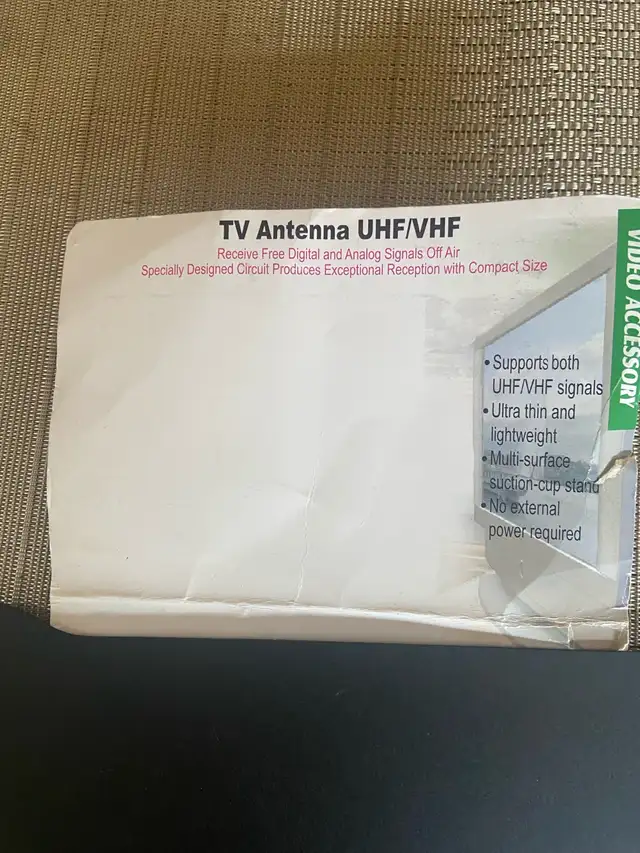 TV Antenna UHF/VHF
Receive Free Digital and Analog Signals Off Air
Specially Designed Circuit Produces Exceptional Reception with Compact Size
VIDEO ACCESSORY
• Supports both
UHF/VHF signals
• Ultra thin and
lightweight
• Multi-surface
suction-cup stand
• No external
power required